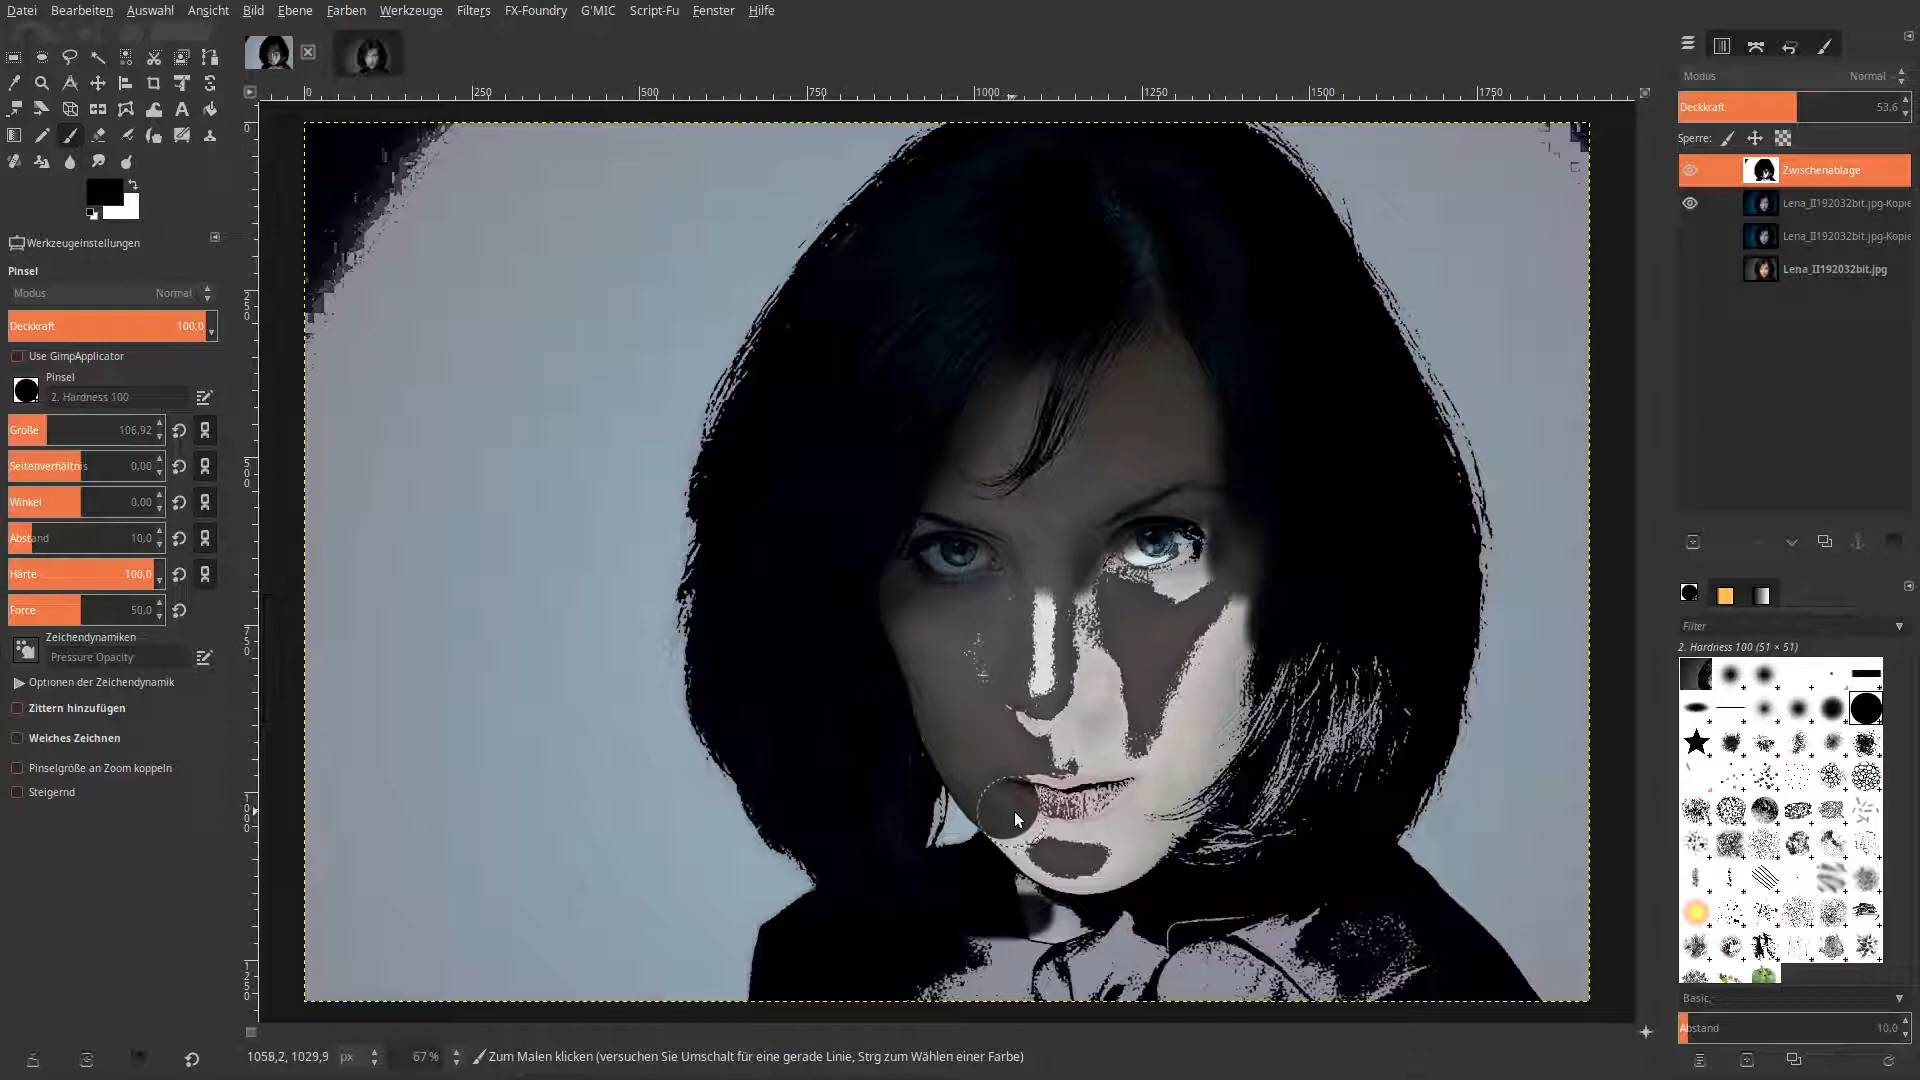 Datei Bearbeiten Auswahl Ansicht Bild Ebene Farben Werkzeuge Filters FX-Foundry G'MIC Script-Fu Fenster Hilfe
0 250 500 750 1000 1250 1500 1750
0
250
500
750
1000
1250
Werkzeugeinstellungen
Pinsel
Modus Normal
Deckkraft 100,0
Use GimpApplicator
Pinsel
2. Hardness 100
Größe 106,92
Seitenverhältnis 0,00
Winkel 0,00
Abstand 10,0
Härte 100,0
Force 50,0
Zeichendynamiken
Pressure Opacity
Optionen der Zeichendynamik
Zittern hinzufügen
Weiches Zeichnen
Pinselgröße an Zoom koppeln
Steigernd
1058,2, 1029,9 px 67 % Zum Malen klicken (versuchen Sie Umschalt für eine gerade Linie, Strg zum Wählen einer Farbe)
Modus Normal
Deckkraft 53,6
Sperre:
Zwischenablage
Lena_II192032bit.jpg-Kopie
Lena_II192032bit.jpg-Kopie
Lena_II192032bit.jpg
Filter
2. Hardness 100 (51 × 51)
Basic,
Abstand 10,0